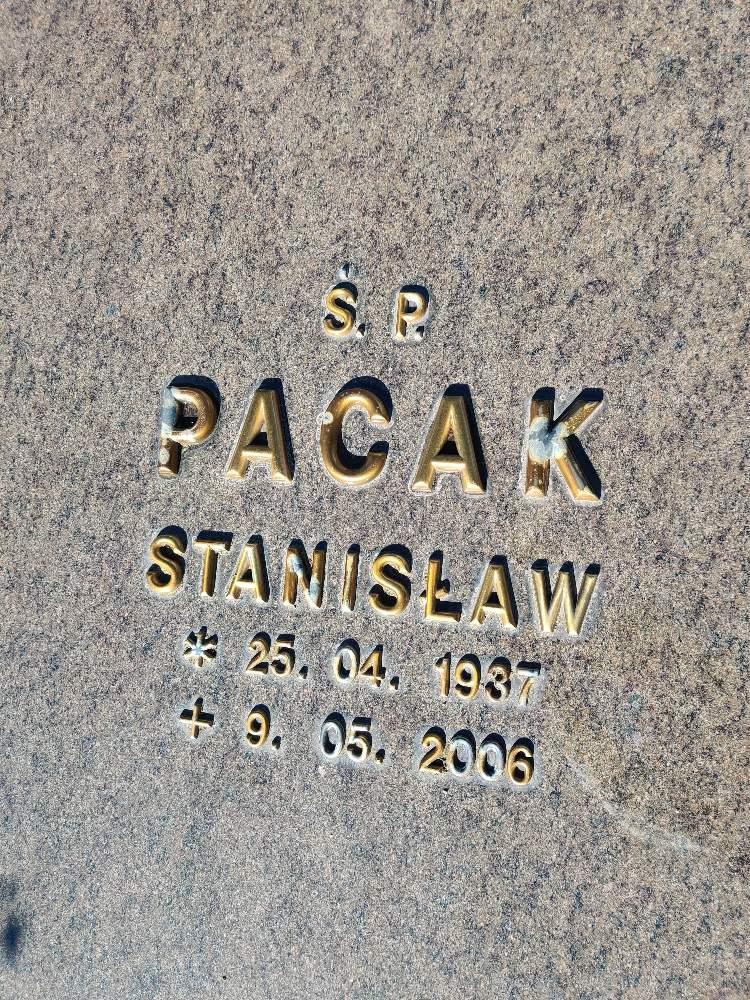 Ś. P.
PACAK
STANISŁAW
* 25. 04. 1937
+ 9. 05. 2006